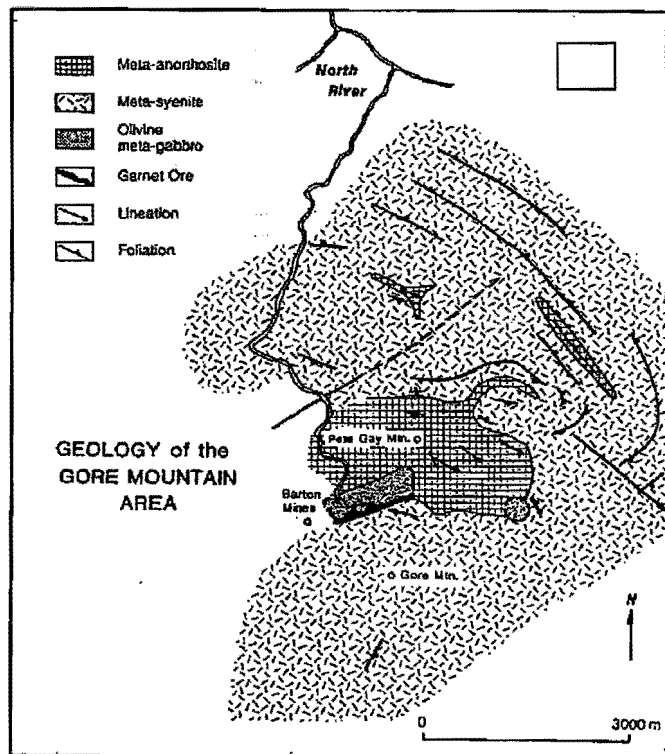 Meta-anorthosite
Meta-syenite
Olivine
meta-gabbro
Garnet Ore
Lineation
Foliation
North
River
GEOLOGY of the
GORE MOUNTAIN
AREA
Pete Gay Mtn.
Barton
Mines
Gore Mtn.
N
0 3000 m